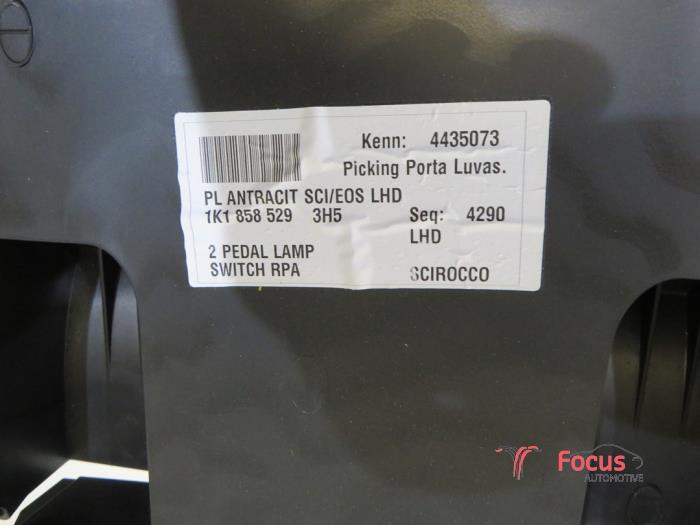 Kenn: 4435073
Picking Porta Luvas.
PL ANTRACIT SCI/EOS LHD
1K1 858 529 3H5 Seq: 4290
LHD
2 PEDAL LAMP
SWITCH RPA SCIROCCO
Focus
AUTOMOTIVE